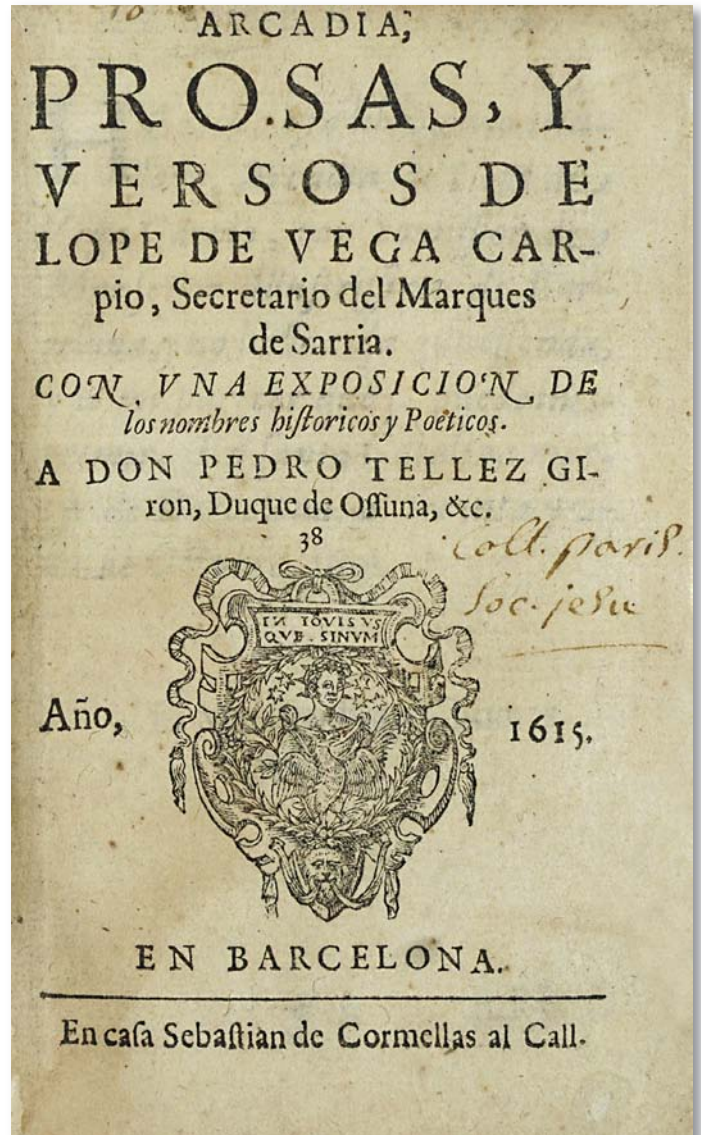 10
ARCADIA,
PROSAS, Y
VERSOS DE
LOPE DE VEGA CAR-
pio, Secretario del Marques
de Sarria.
CON VNA EXPOSICION DE
los nombres hiſtoricos y Poeticos.
A DON PEDRO TELLEZ GI-
ron, Duque de Oſſuna, &c.
38
Coll. paris.
Soc. jesu
IN IOVIS VS
QVE. SINVM
Año, 1615.
EN BARCELONA.
En caſa Sebaſtian de Cormellas al Call.